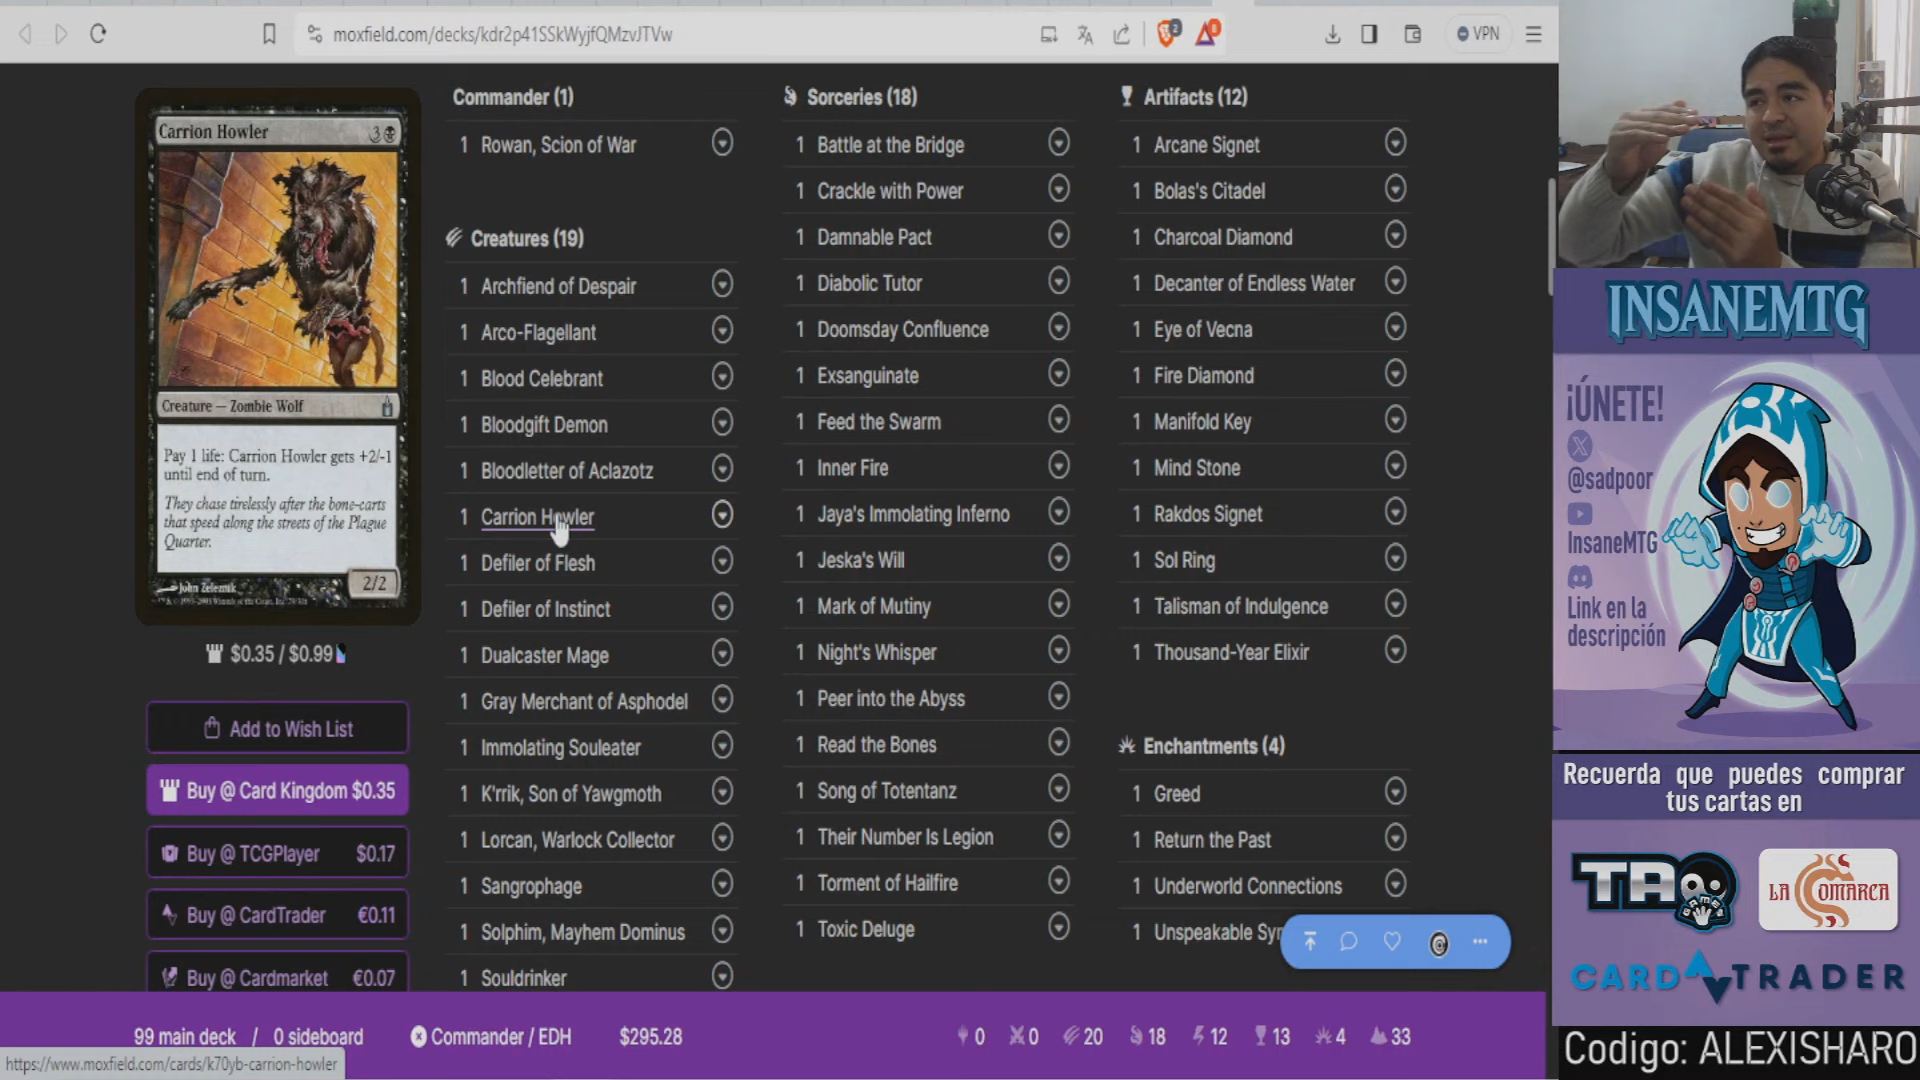 moxfield.com/decks/kdr2p41SSkWyjfQMzvJTVw
2
8
VPN
Carrion Howler
3
Creature — Zombie Wolf
Pay 1 life: Carrion Howler gets +2/-1
until end of turn.
They chase tirelessly after the bone-carts
that speed along the streets of the Plague
Quarter.
John Zeleznik
2/2
$0.35 / $0.99
Add to Wish List
Buy @ Card Kingdom $0.35
Buy @ TCGPlayer $0.17
Buy @ CardTrader €0.11
Buy @ Cardmarket €0.07
Commander (1)
1 Rowan, Scion of War
Creatures (19)
1 Archfiend of Despair
1 Arco-Flagellant
1 Blood Celebrant
1 Bloodgift Demon
1 Bloodletter of Aclazotz
1 Carrion Howler
1 Defiler of Flesh
1 Defiler of Instinct
1 Dualcaster Mage
1 Gray Merchant of Asphodel
1 Immolating Souleater
1 K'rrik, Son of Yawgmoth
1 Lorcan, Warlock Collector
1 Sangrophage
1 Solphim, Mayhem Dominus
1 Souldrinker
Sorceries (18)
1 Battle at the Bridge
1 Crackle with Power
1 Damnable Pact
1 Diabolic Tutor
1 Doomsday Confluence
1 Exsanguinate
1 Feed the Swarm
1 Inner Fire
1 Jaya's Immolating Inferno
1 Jeska's Will
1 Mark of Mutiny
1 Night's Whisper
1 Peer into the Abyss
1 Read the Bones
1 Song of Totentanz
1 Their Number Is Legion
1 Torment of Hailfire
1 Toxic Deluge
Artifacts (12)
1 Arcane Signet
1 Bolas's Citadel
1 Charcoal Diamond
1 Decanter of Endless Water
1 Eye of Vecna
1 Fire Diamond
1 Manifold Key
1 Mind Stone
1 Rakdos Signet
1 Sol Ring
1 Talisman of Indulgence
1 Thousand-Year Elixir
Enchantments (4)
1 Greed
1 Return the Past
1 Underworld Connections
1 Unspeakable Syr
99 main deck / 0 sideboard
Commander / EDH
$295.28
0 0 20 18 12 13 4 33
https://www.moxfield.com/cards/k70yb-carrion-howler
INSANEMTG
¡ÚNETE!
@sadpoor
InsaneMTG
Link en la
descripción
Recuerda que puedes comprar
tus cartas en
TAO
GAMES
LA COMARCA
CARD TRADER
Codigo: ALEXISHARO